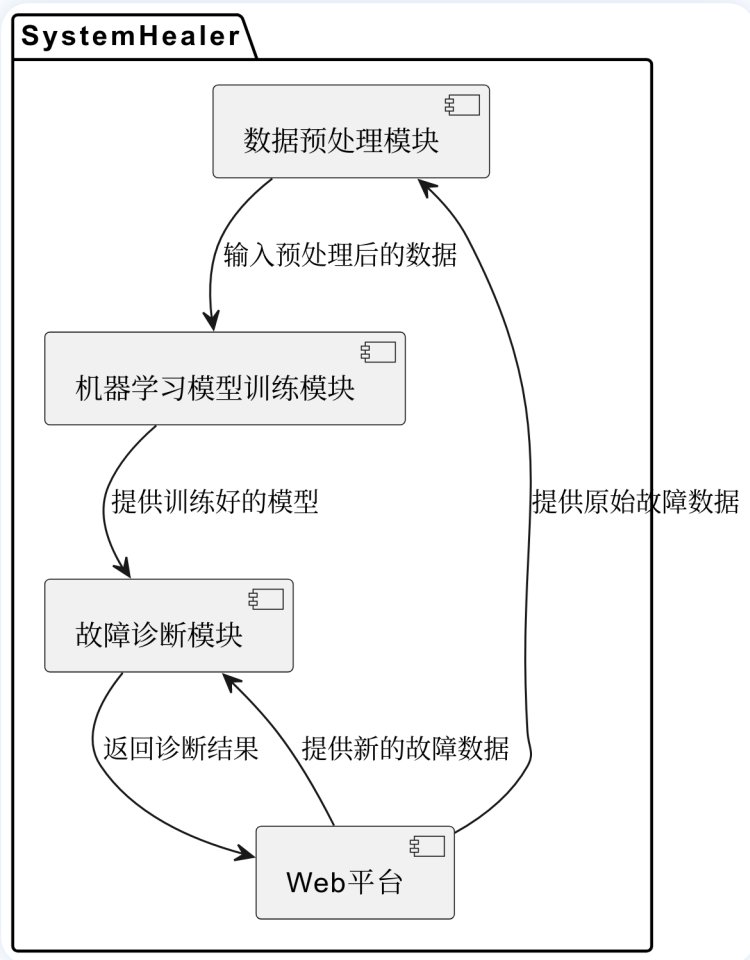 SystemHealer
数据预处理模块
输入预处理后的数据
机器学习模型训练模块
提供训练好的模型
提供原始故障数据
故障诊断模块
返回诊断结果
提供新的故障数据
Web平台